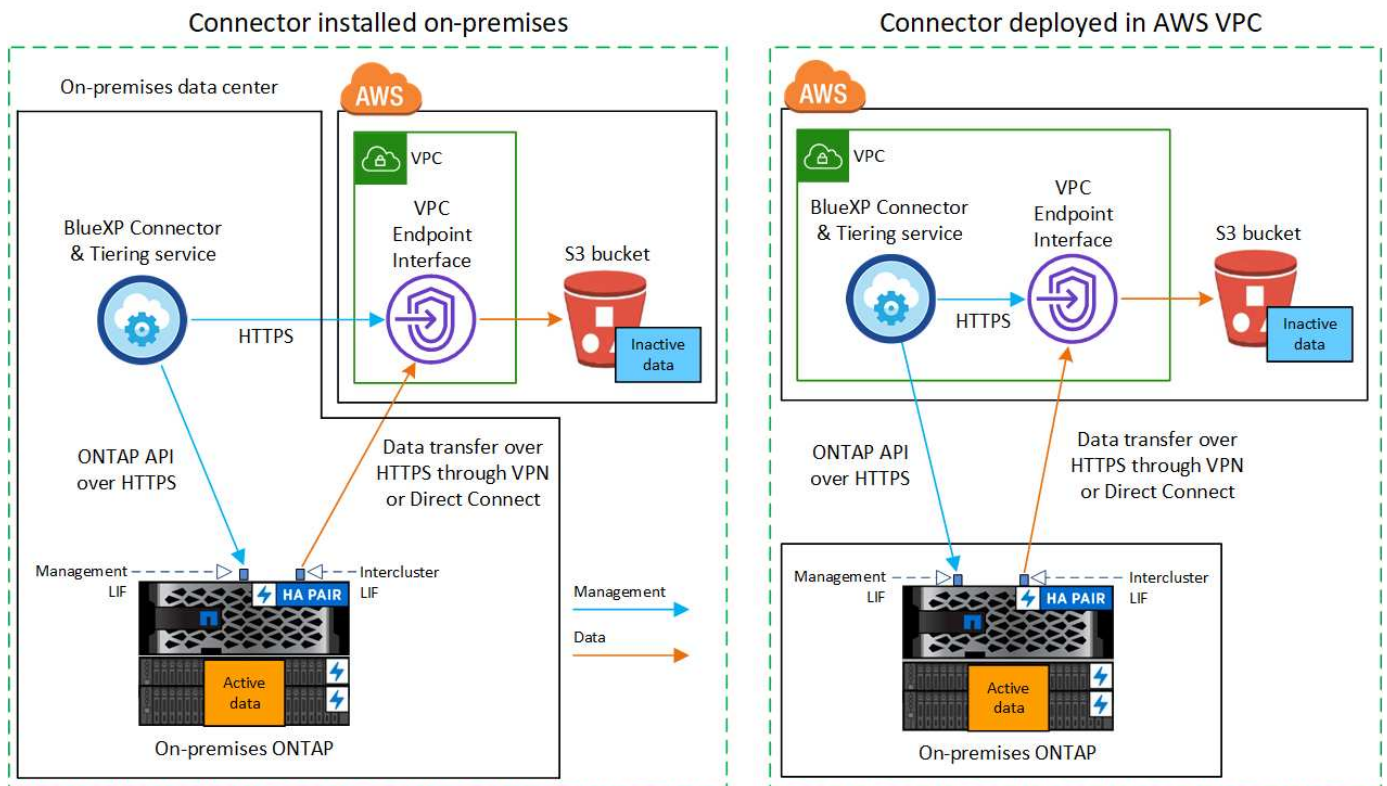 Connector installed on-premises
On-premises data center
AWS
VPC
VPC
Endpoint
Interface
BlueXP Connector
& Tiering service
S3 bucket
HTTPS
Inactive
data
ONTAP API
over HTTPS
Data transfer over
HTTPS through VPN
or Direct Connect
Management
LIF
Intercluster
LIF
HA PAIR
Management
Data
Active
data
On-premises ONTAP
Connector deployed in AWS VPC
AWS
VPC
BlueXP Connector
& Tiering service
VPC
Endpoint
Interface
S3 bucket
HTTPS
Inactive
data
ONTAP API
over HTTPS
Data transfer over
HTTPS through VPN
or Direct Connect
Management
LIF
Intercluster
LIF
HA PAIR
Active
data
On-premises ONTAP